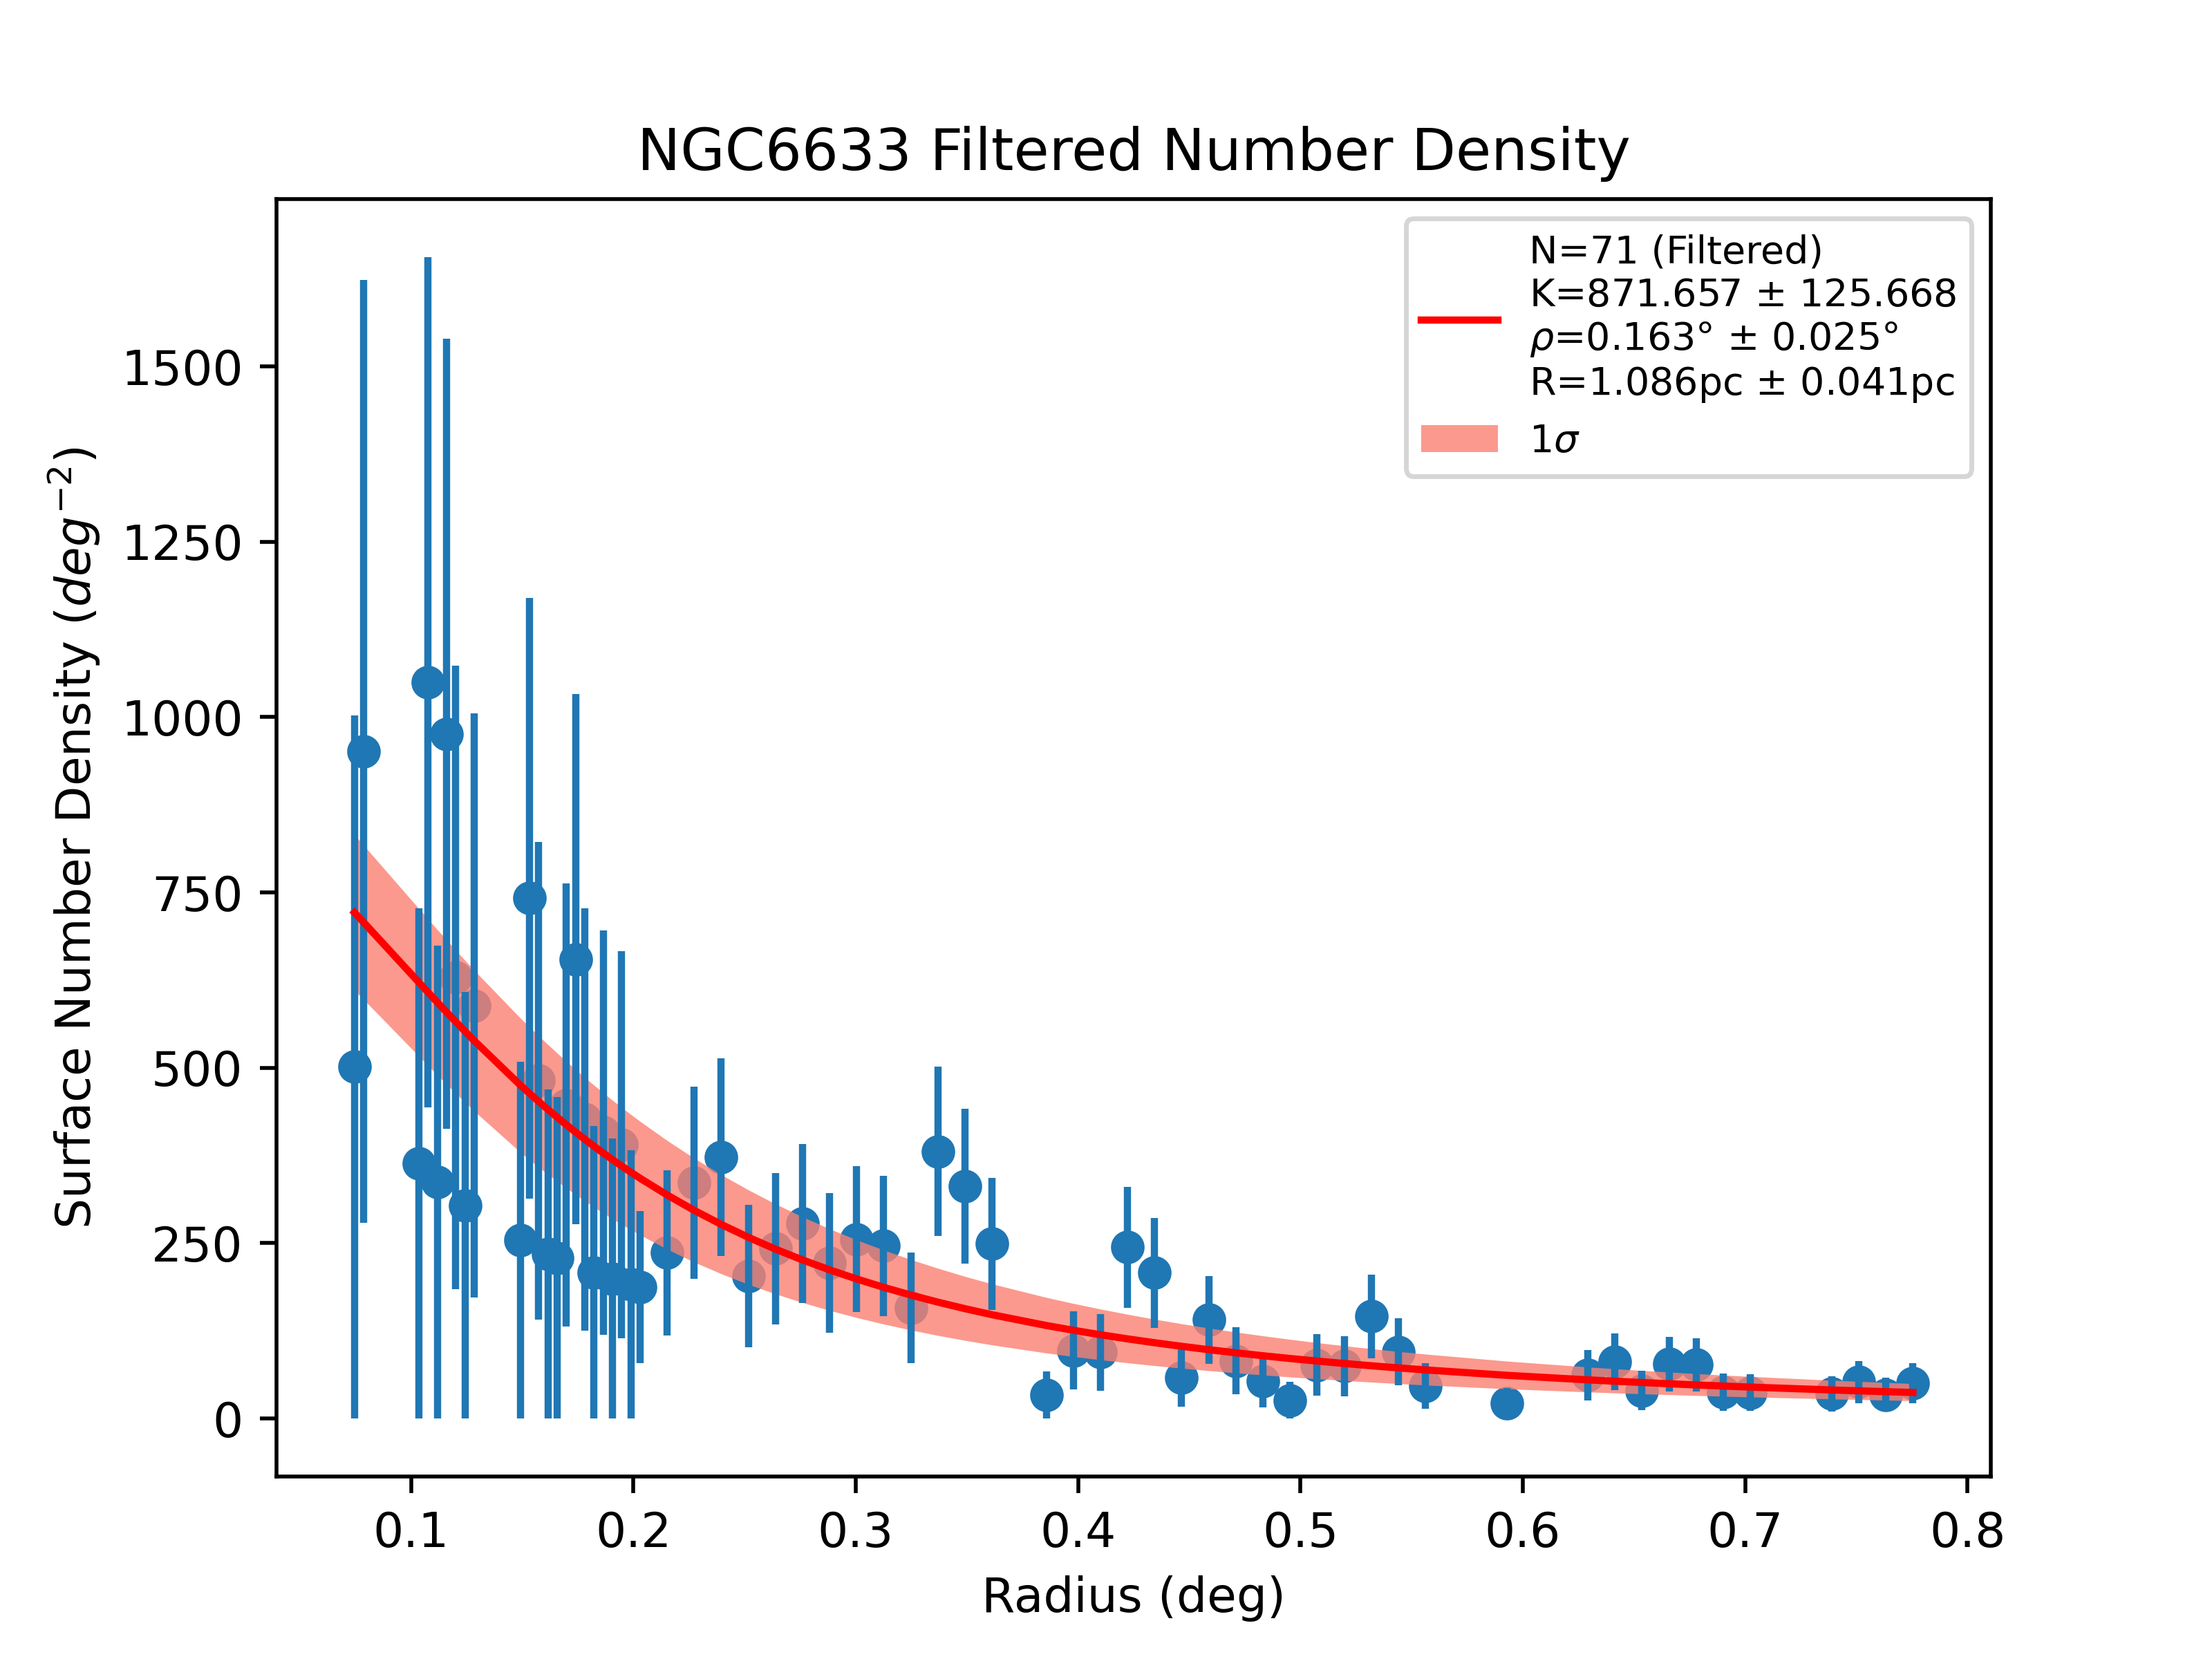 NGC6633 Filtered Number Density
N=71 (Filtered)
K=871.657 ± 125.668
ρ=0.163° ± 0.025°
R=1.086pc ± 0.041pc
1σ
Surface Number Density (deg⁻²)
1500
1250
1000
750
500
250
0
0.1 0.2 0.3 0.4 0.5 0.6 0.7 0.8
Radius (deg)